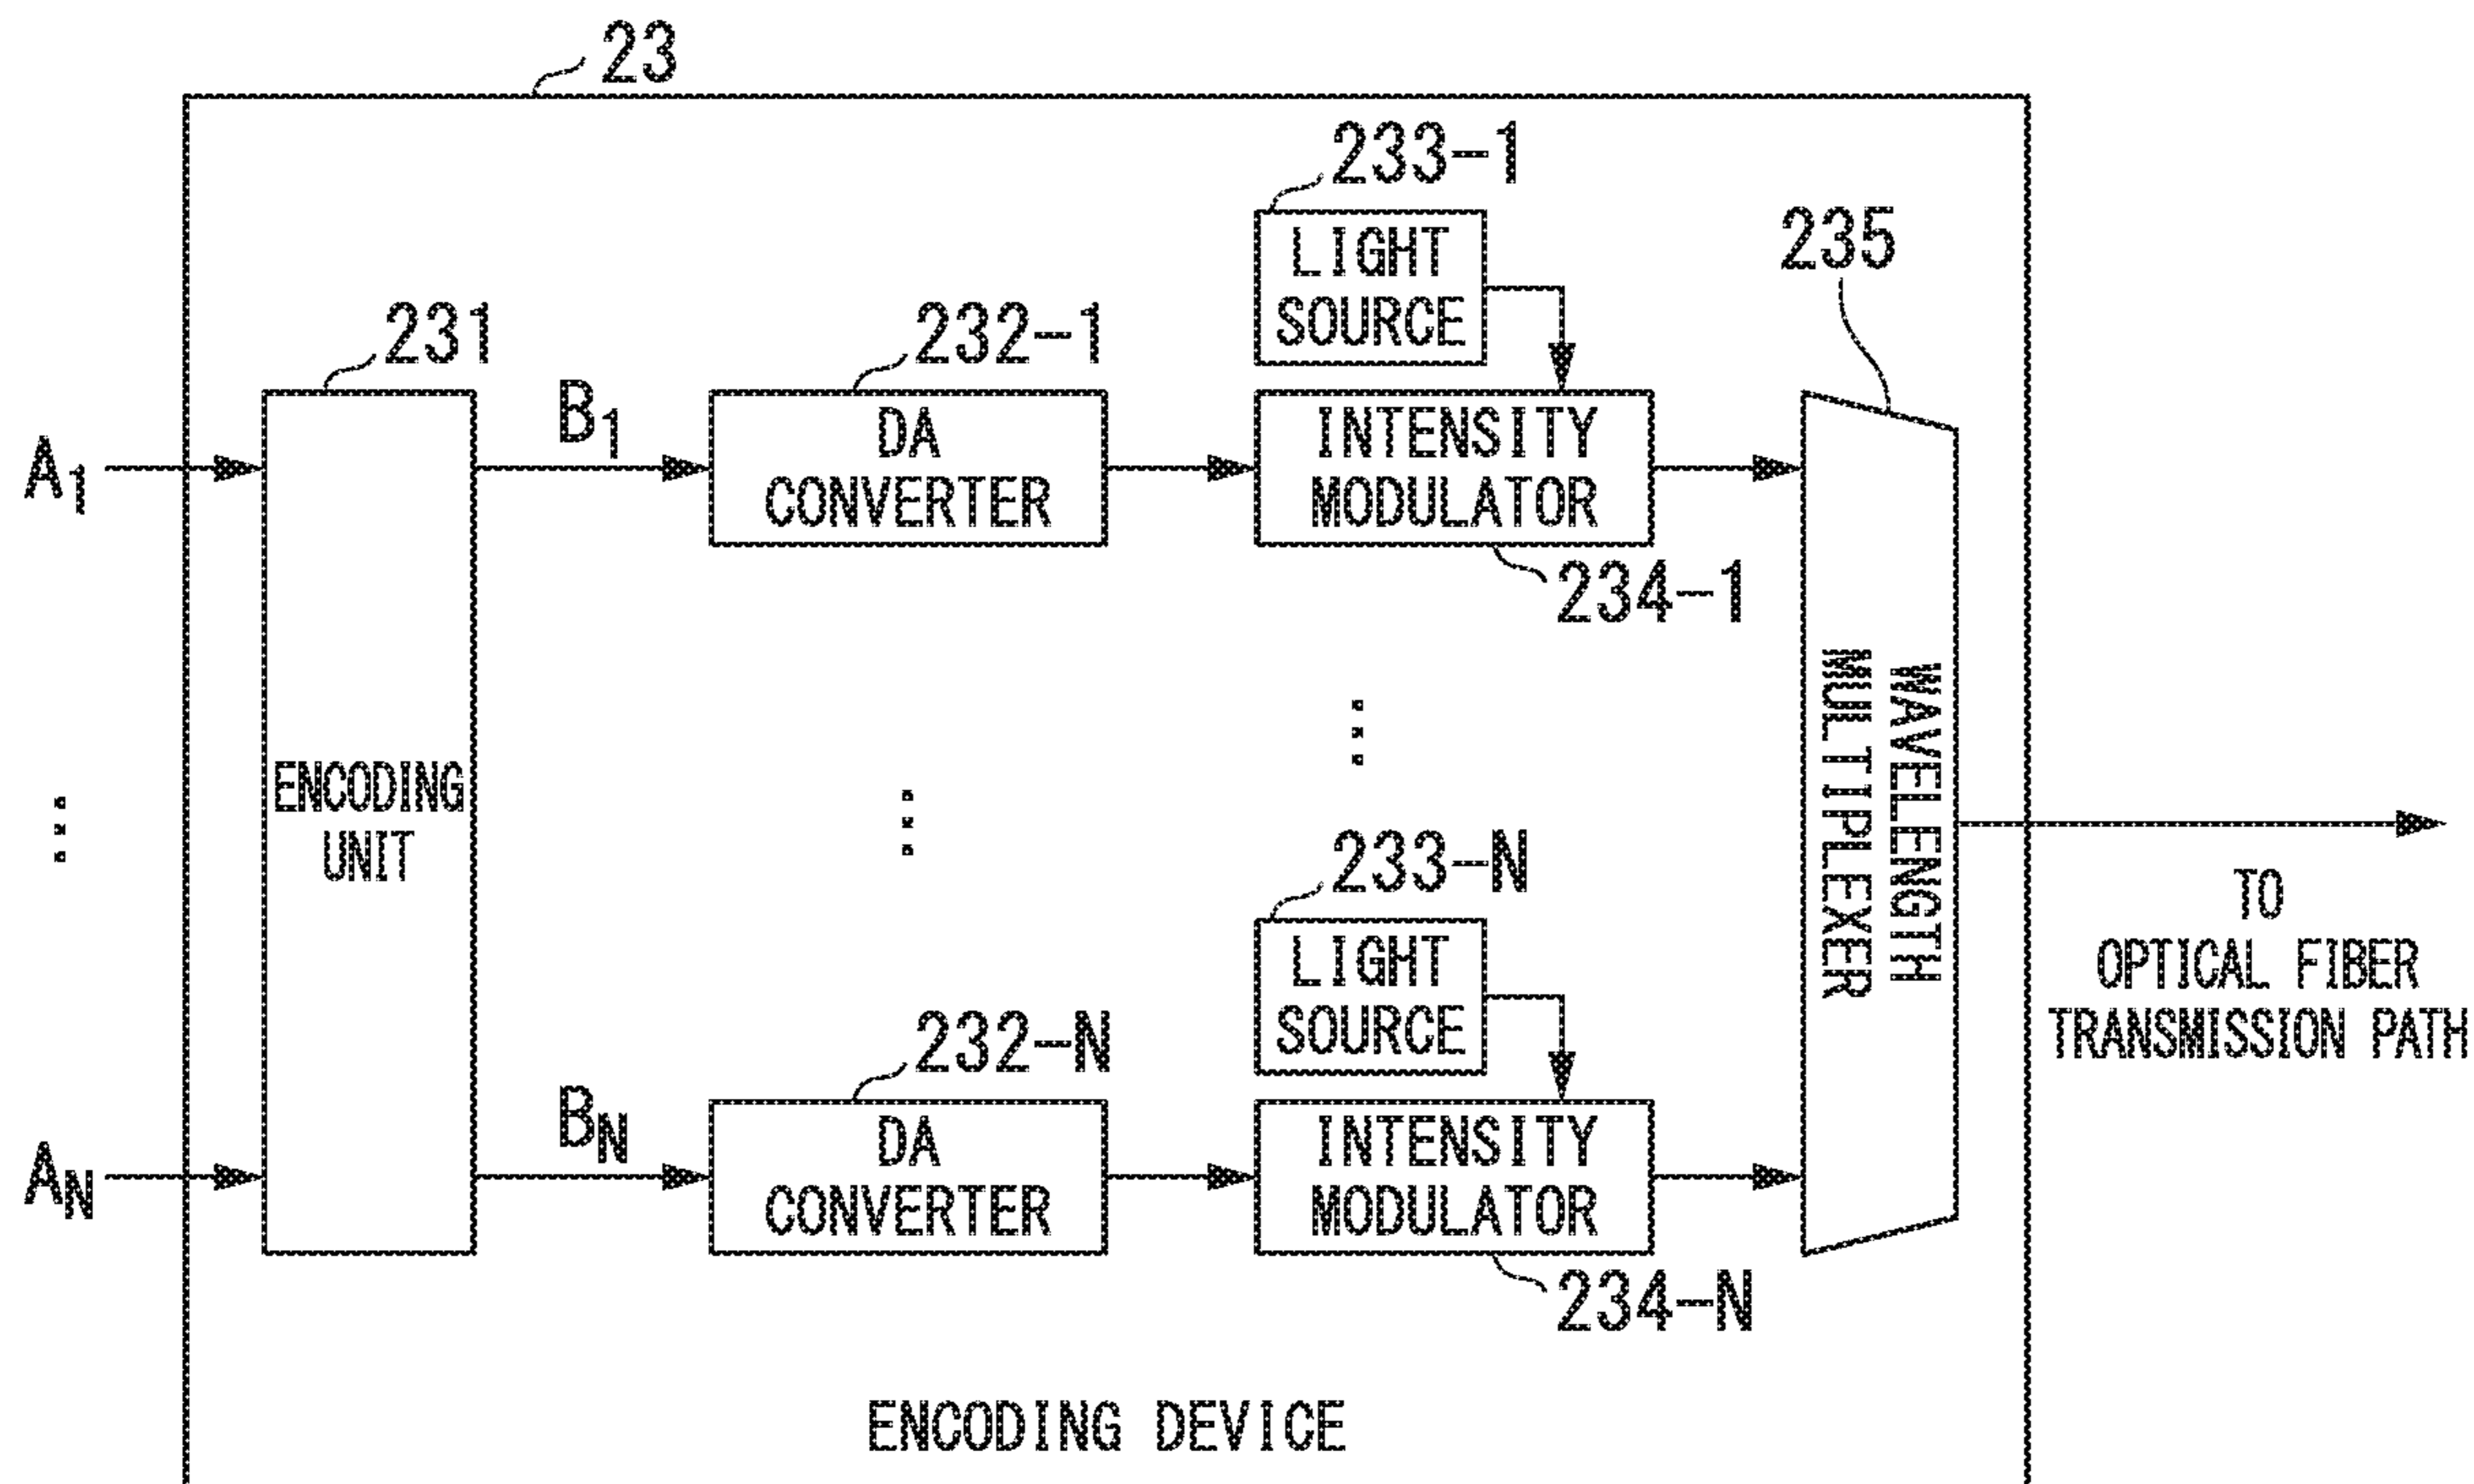 23
233-1
LIGHT
SOURCE
235
231
232-1
B1
DA
CONVERTER
INTENSITY
MODULATOR
A1
234-1
ENCODING
UNIT
WAVELENGTH
MULTIPLEXER
233-N
LIGHT
SOURCE
TO
OPTICAL FIBER
TRANSMISSION PATH
232-N
BN
DA
CONVERTER
INTENSITY
MODULATOR
AN
234-N
ENCODING DEVICE